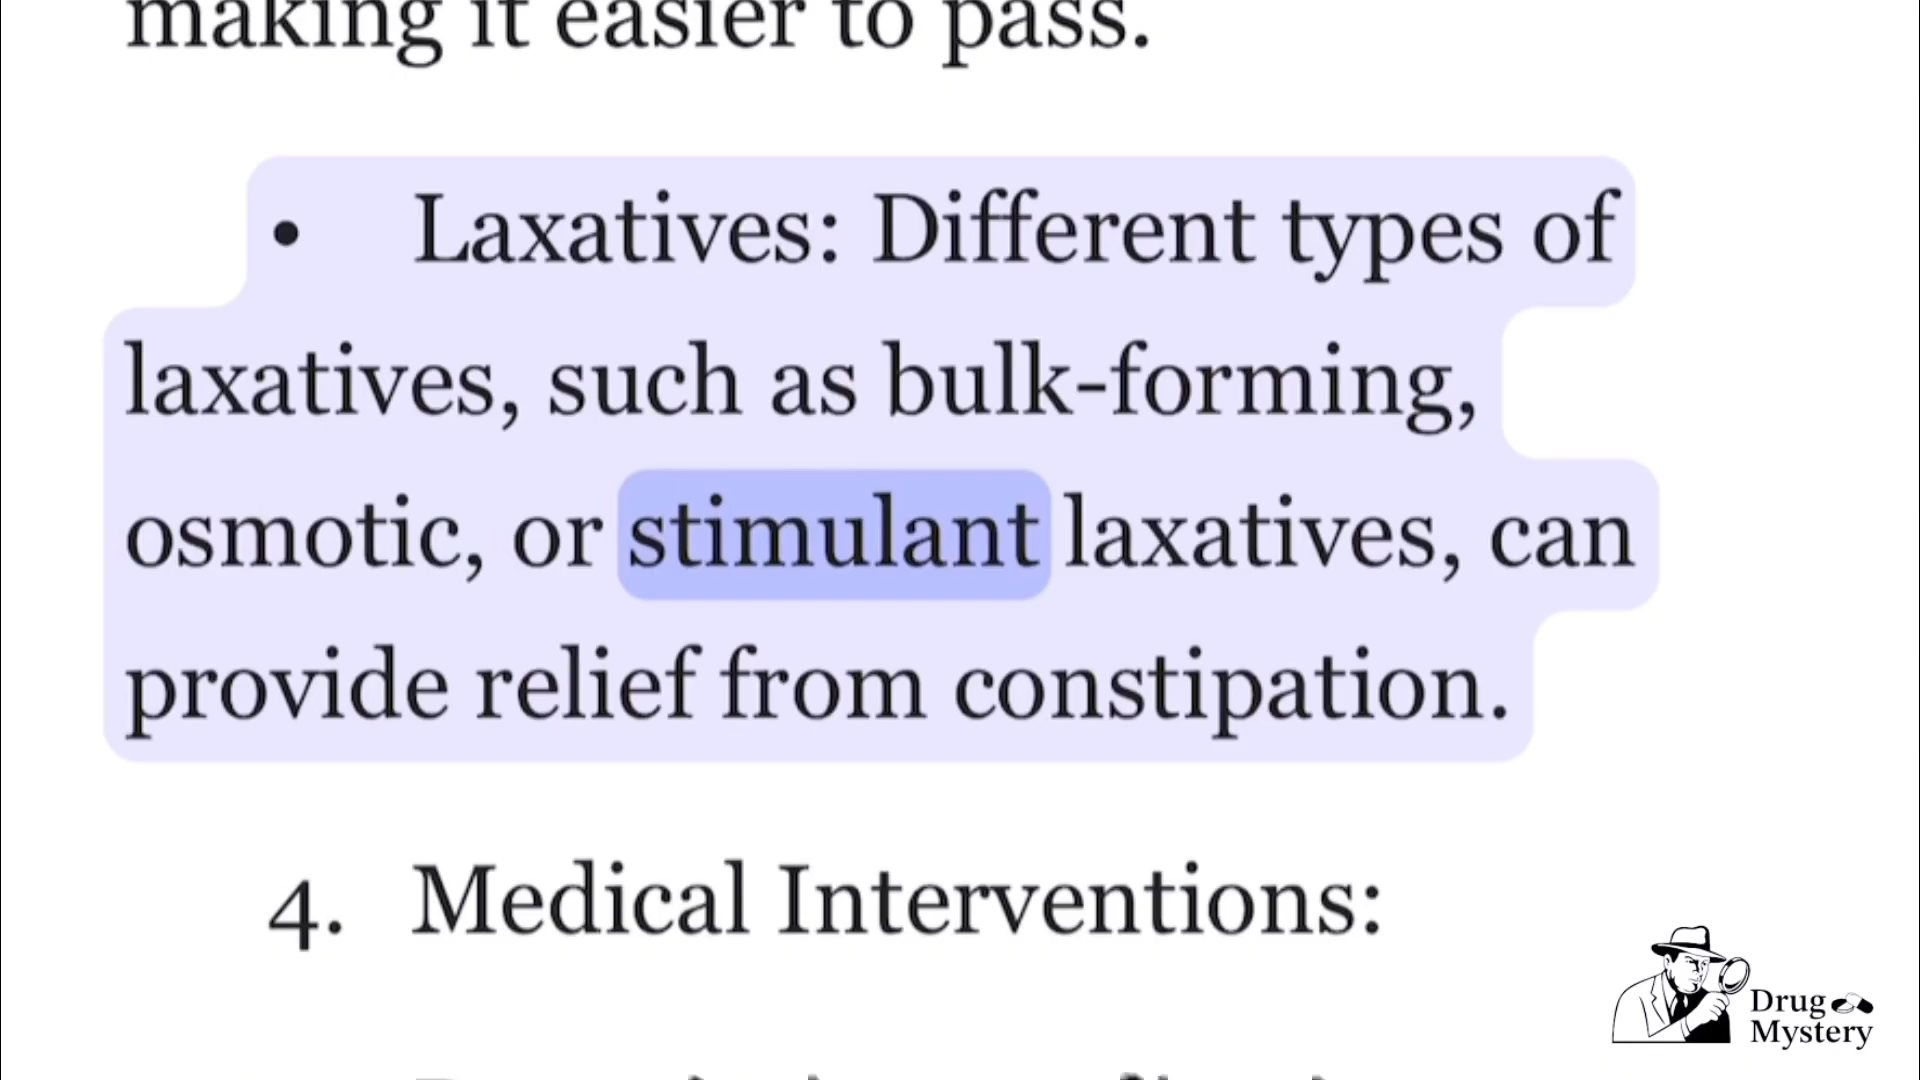 making it easier to pass.
• Laxatives: Different types of
laxatives, such as bulk-forming,
osmotic, or stimulant laxatives, can
provide relief from constipation.
4. Medical Interventions:
Drug
Mystery